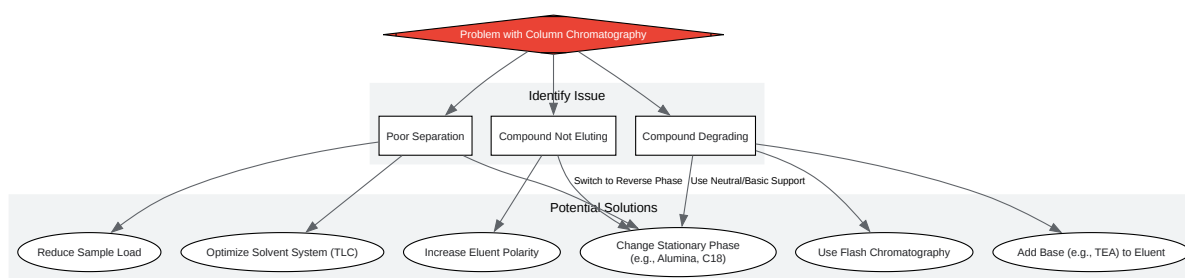 Problem with Column Chromatography
Identify Issue
Poor Separation
Compound Not Eluting
Compound Degrading
Switch to Reverse Phase
Use Neutral/Basic Support
Potential Solutions
Reduce Sample Load
Optimize Solvent System (TLC)
Increase Eluent Polarity
Change Stationary Phase
(e.g., Alumina, C18)
Use Flash Chromatography
Add Base (e.g., TEA) to Eluent